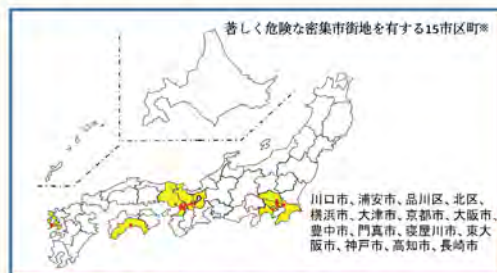 著しく危険な密集市街地を有する15市区町※
川口市、浦安市、品川区、北区、
横浜市、大津市、京都市、大阪市、
豊中市、門真市、寝屋川市、東大
阪市、神戸市、高知市、長崎市